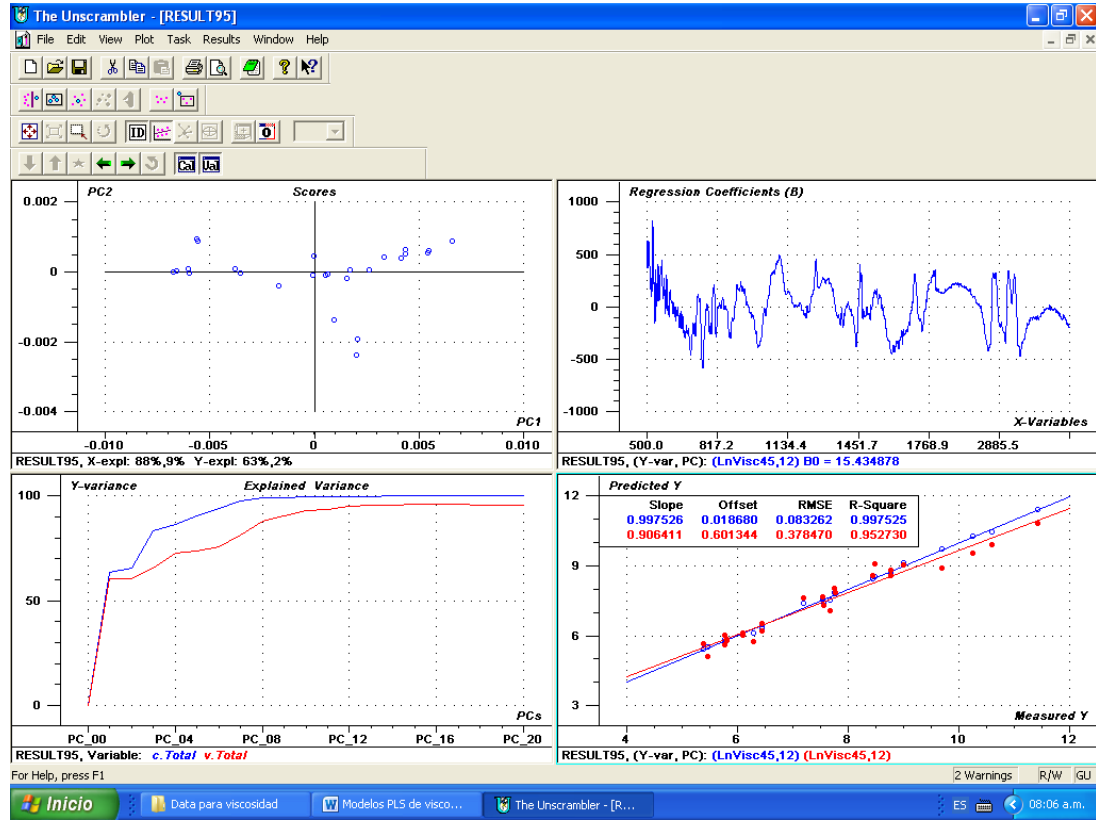 The Unscrambler - [RESULT95]
File Edit View Plot Task Results Window Help
ID
Cal Val
PC2 Scores
0.002
0
-0.002
-0.004
PC1
-0.010 -0.005 0 0.005 0.010
RESULT95, X-expl: 88%,9% Y-expl: 63%,2%
Regression Coefficients (B)
1000
500
0
-500
-1000
X-Variables
500.0 817.2 1134.4 1451.7 1768.9 2885.5
RESULT95, (Y-var, PC): (LnVisc45,12) B0 = 15.434878
Y-variance Explained Variance
100
50
0
PCs
PC_00 PC_04 PC_08 PC_12 PC_16 PC_20
RESULT95, Variable: c.Total v.Total
Predicted Y
12
Slope Offset RMSE R-Square
0.997526 0.018680 0.083262 0.997525
0.906411 0.601344 0.378470 0.952730
9
6
3
Measured Y
4 6 8 10 12
RESULT95, (Y-var, PC): (LnVisc45,12) (LnVisc45,12)
For Help, press F1
2 Warnings R/W GU
Inicio Data para viscosidad Modelos PLS de visco... The Unscrambler - [R... ES 08:06 a.m.